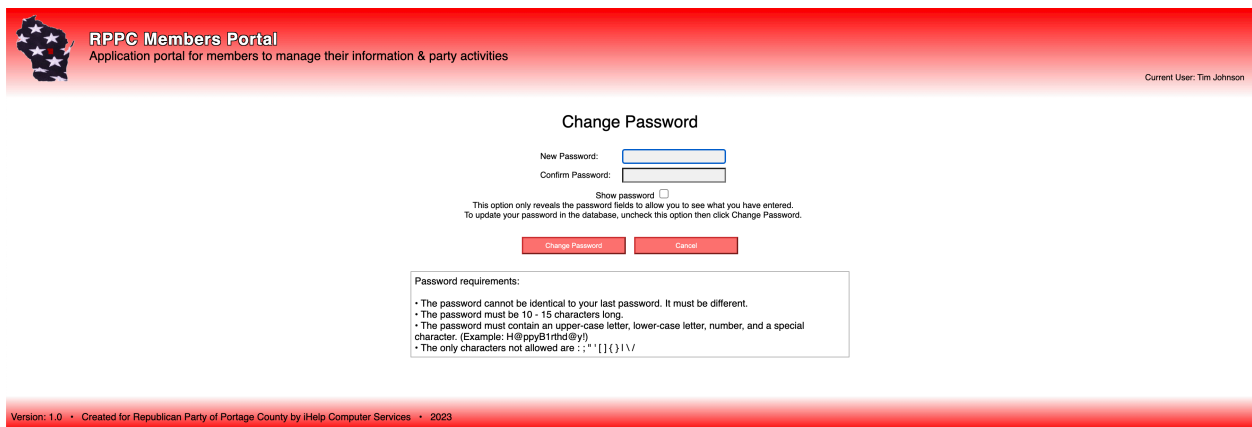 RPPC Members Portal
Application portal for members to manage their information & party activities
Current User: Tim Johnson
Change Password
New Password:
Confirm Password:
Show password
This option only reveals the password fields to allow you to see what you have entered.
To update your password in the database, uncheck this option then click Change Password.
Change Password Cancel
Password requirements:
• The password cannot be identical to your last password. It must be different.
• The password must be 10 - 15 characters long.
• The password must contain an upper-case letter, lower-case letter, number, and a special
character. (Example: H@ppyB1rthd@y!)
• The only characters not allowed are : ; " ' [ ] { } | \ /
Version: 1.0 • Created for Republican Party of Portage County by iHelp Computer Services • 2023